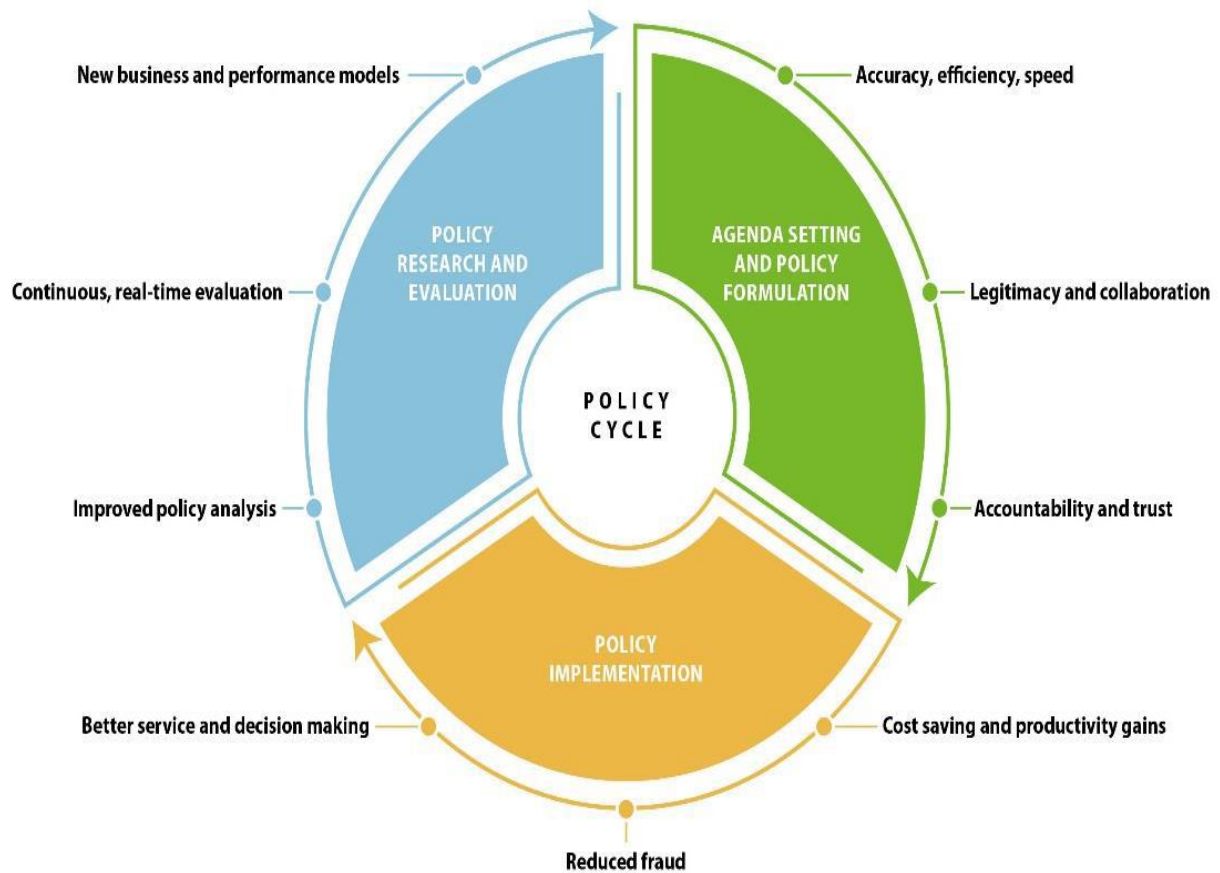 New business and performance models
Accuracy, efficiency, speed
POLICY
RESEARCH AND
EVALUATION
AGENDA SETTING
AND POLICY
FORMULATION
Continuous, real-time evaluation
Legitimacy and collaboration
POLICY
CYCLE
Improved policy analysis
Accountability and trust
POLICY
IMPLEMENTATION
Better service and decision making
Cost saving and productivity gains
Reduced fraud